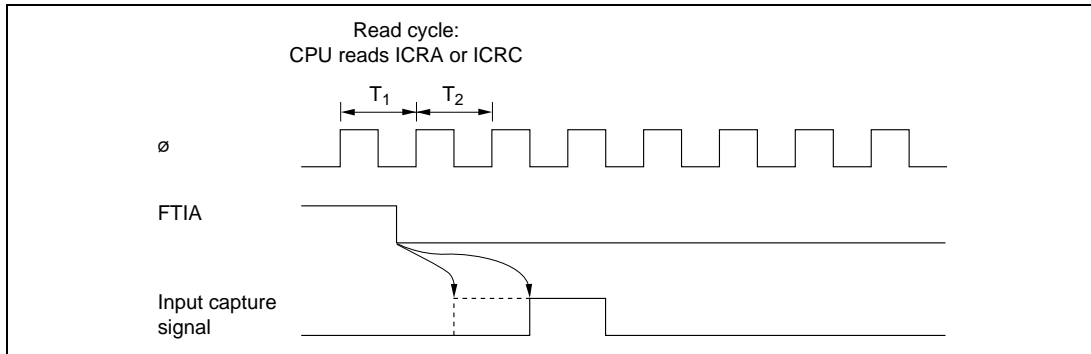 Read cycle:
CPU reads ICRA or ICRC
T₁ T₂
ø
FTIA
Input capture
signal